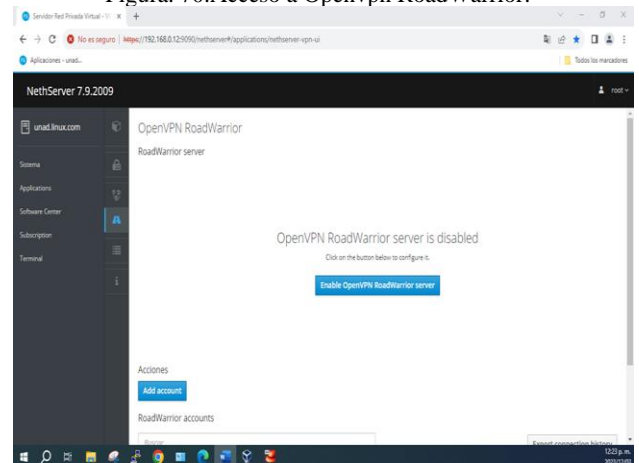 Figura. 70.Acceso a Openvpn RoadWarrior.
Servidor Red Privada Virtual -
No es seguro
https://192.168.0.12:9090/nethserver#/applications/nethserver-vpn-ui
Aplicaciones - unad...
Todos los marcadores
NethServer 7.9.2009
root
unad.linux.com
Sistema
Applications
Software Center
Subscription
Terminal
OpenVPN RoadWarrior
RoadWarrior server
OpenVPN RoadWarrior server is disabled
Click on the button below to configure it.
Enable OpenVPN RoadWarrior server
Acciones
Add account
RoadWarrior accounts
Buscar
Export connection history
12:23 p.m.